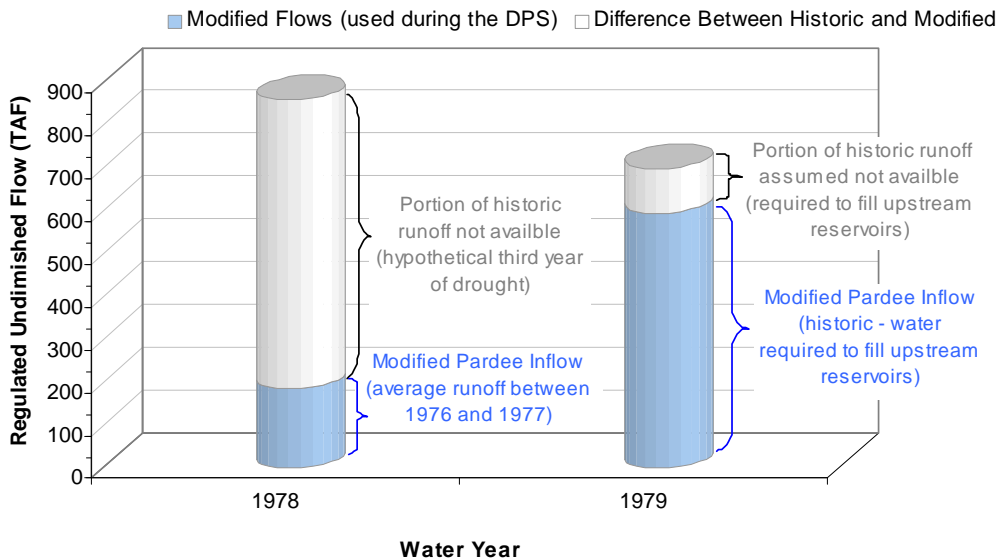 Modified Flows (used during the DPS) Difference Between Historic and Modified
Regulated Undimished Flow (TAF)
900
800
700
600
500
400
300
200
100
0
Portion of historic
runoff not availble
(hypothetical third year
of drought)
Modified Pardee Inflow
(average runoff between
1976 and 1977)
Portion of historic runoff
assumed not availble
(required to fill upstream
reservoirs)
Modified Pardee Inflow
(historic - water
required to fill upstream
reservoirs)
1978
1979
Water Year